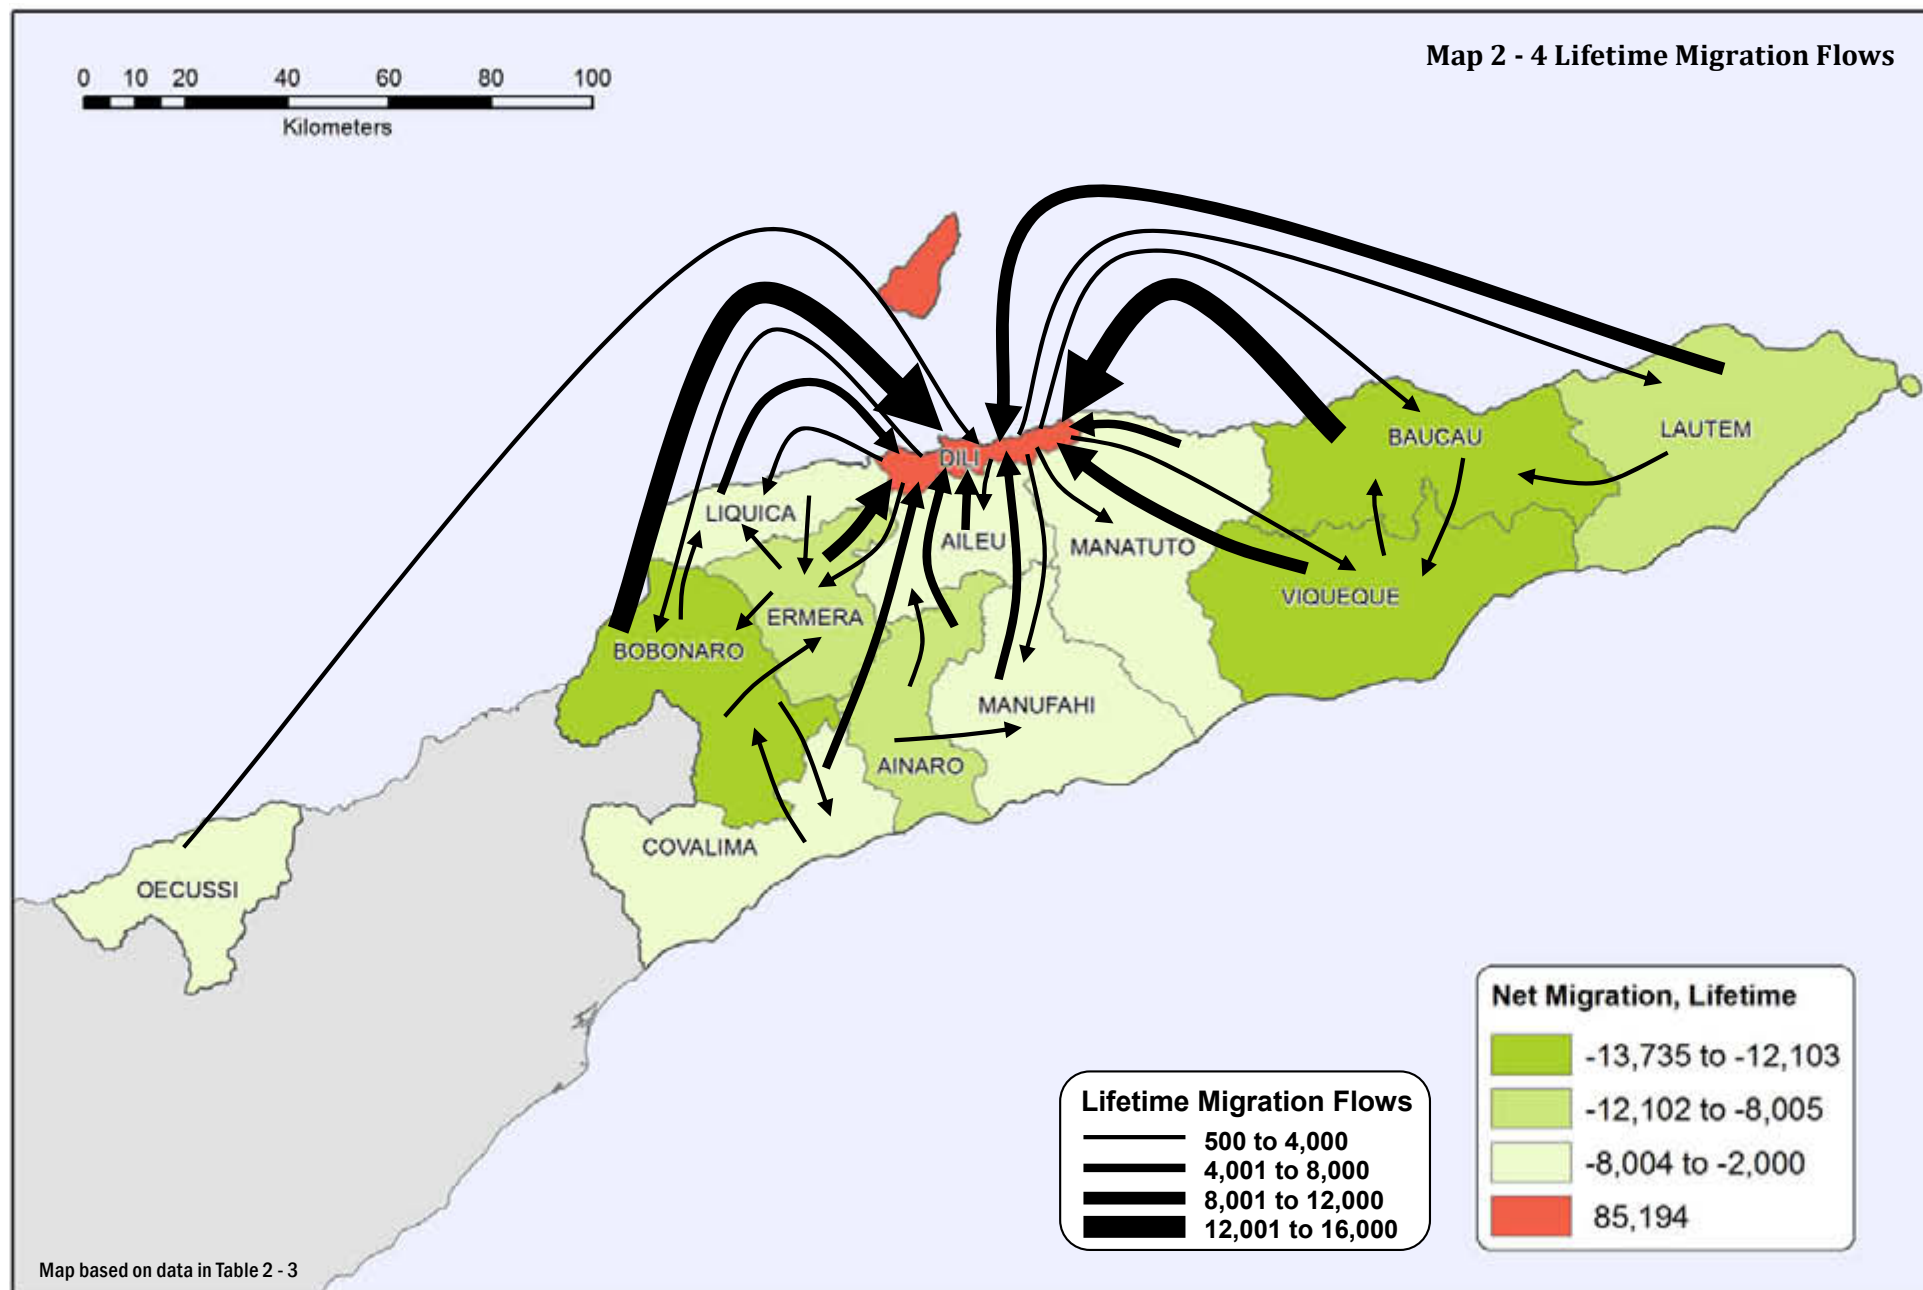 Map 2 - 4 Lifetime Migration Flows
0 10 20 40 60 80 100
Kilometers
BAUCAU
LAUTEM
DILI
LIQUICA
AILEU
MANATUTO
VIQUEQUE
ERMERA
BOBONARO
MANUFAHI
AINARO
COVALIMA
OECUSSI
Net Migration, Lifetime
-13,735 to -12,103
-12,102 to -8,005
-8,004 to -2,000
85,194
Lifetime Migration Flows
500 to 4,000
4,001 to 8,000
8,001 to 12,000
12,001 to 16,000
Map based on data in Table 2 - 3